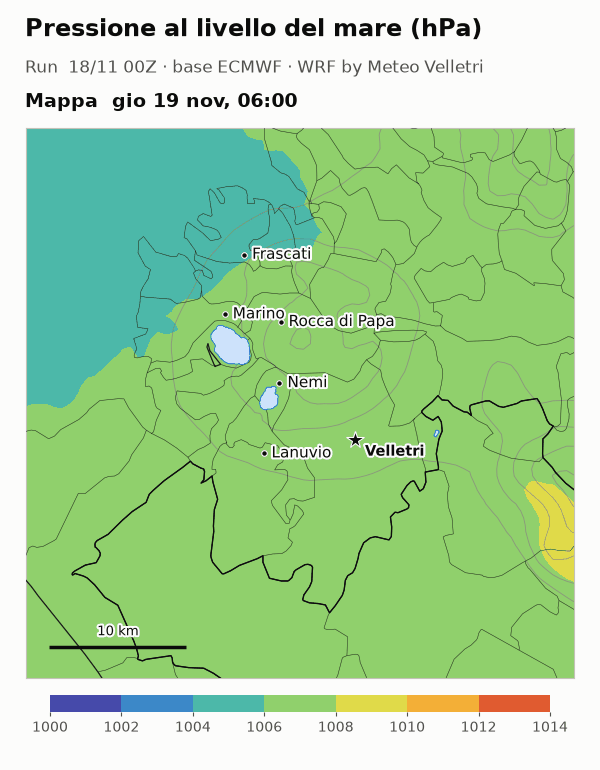 Pressione al livello del mare (hPa)
Run  18/11 00Z · base ECMWF · WRF by Meteo Velletri
Mappa  gio 19 nov, 06:00
Frascati
Marino
Rocca di Papa
Nemi
Velletri
Lanuvio
10 km
1000 1002 1004 1006 1008 1010 1012 1014